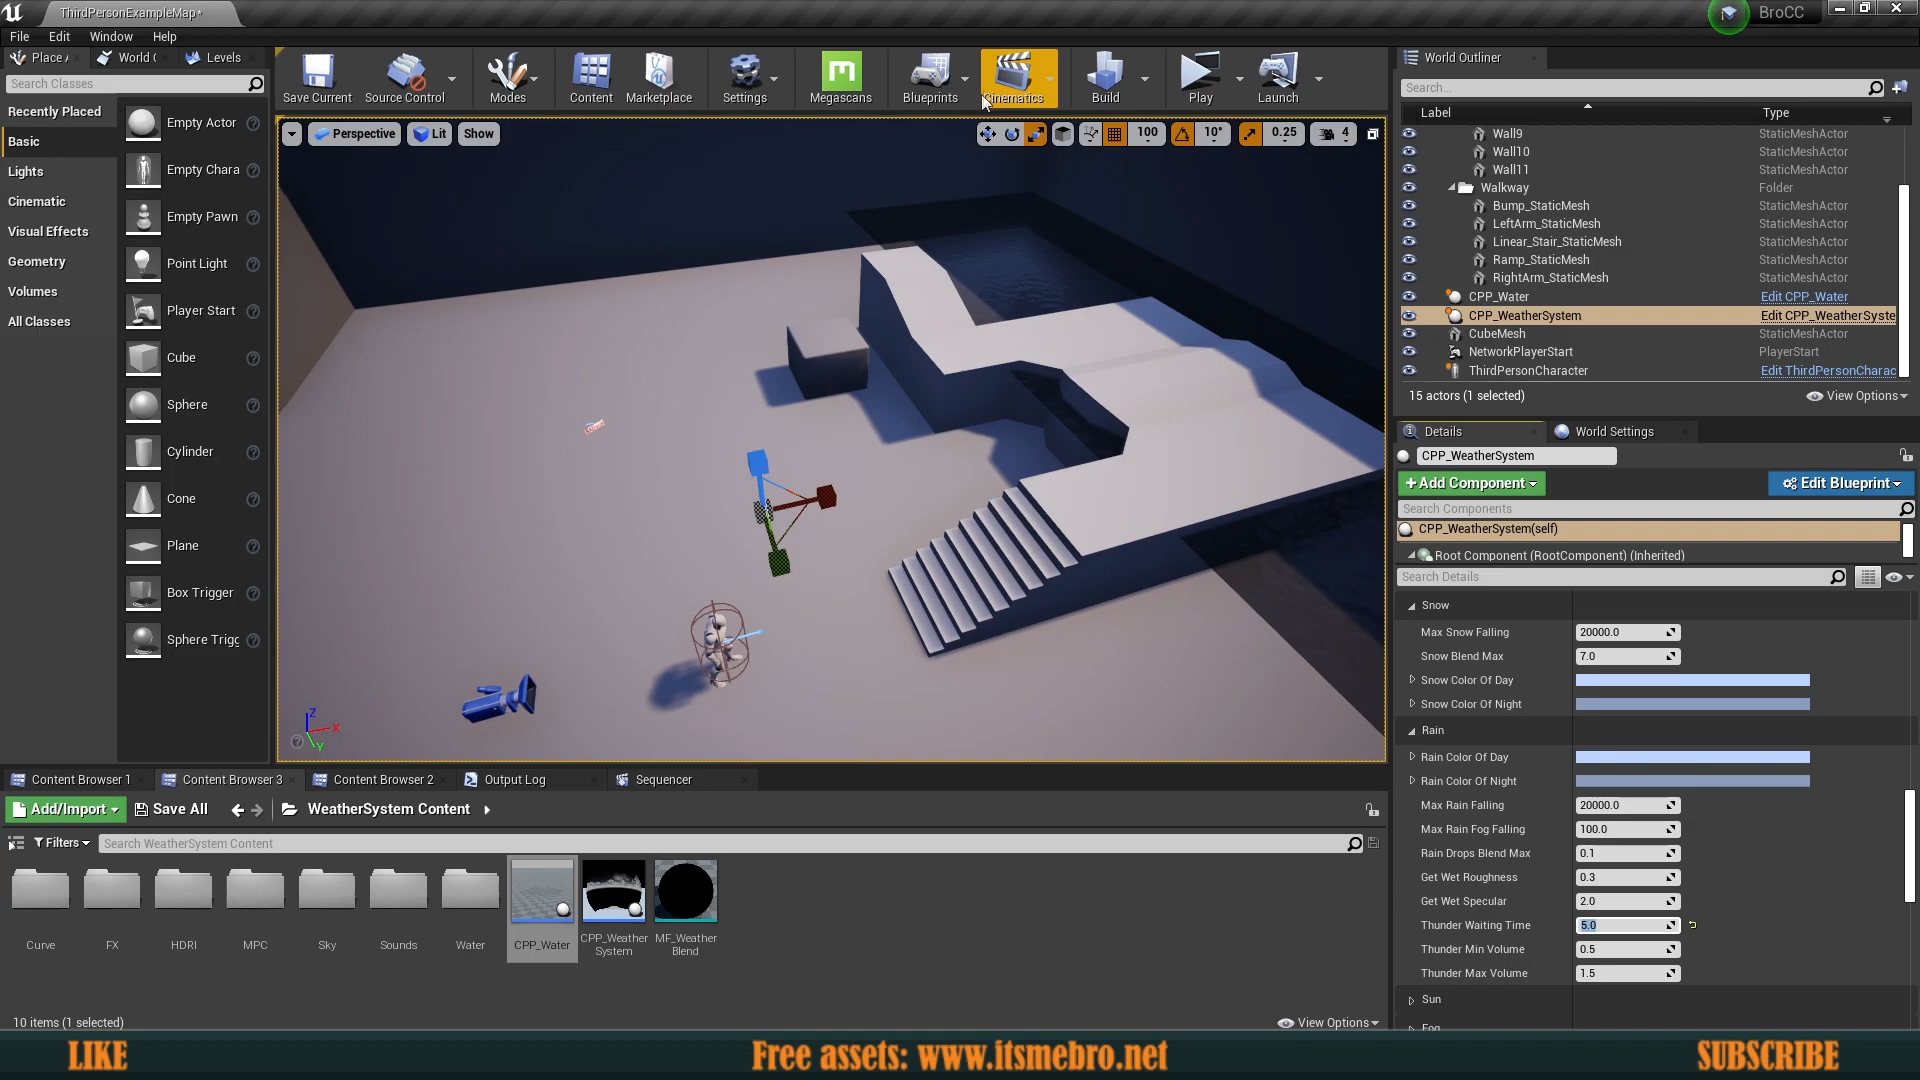 ThirdPersonExampleMap*
BroCC
File Edit Window Help
Place A World C Levels
Search Classes
Recently Placed
Basic
Lights
Cinematic
Visual Effects
Geometry
Volumes
All Classes
Empty Actor
Empty Chara
Empty Pawn
Point Light
Player Start
Cube
Sphere
Cylinder
Cone
Plane
Box Trigger
Sphere Trigg
Save Current Source Control Modes Content Marketplace Settings Megascans Blueprints Cinematics Build Play Launch
Perspective Lit Show
100 10° 0.25 4
Z X Y
World Outliner
Search...
Label Type
Wall9 StaticMeshActor
Wall10 StaticMeshActor
Wall11 StaticMeshActor
Walkway Folder
Bump_StaticMesh StaticMeshActor
LeftArm_StaticMesh StaticMeshActor
Linear_Stair_StaticMesh StaticMeshActor
Ramp_StaticMesh StaticMeshActor
RightArm_StaticMesh StaticMeshActor
CPP_Water Edit CPP_Water
CPP_WeatherSystem Edit CPP_WeatherSyste
CubeMesh StaticMeshActor
NetworkPlayerStart PlayerStart
ThirdPersonCharacter Edit ThirdPersonCharac
15 actors (1 selected) View Options
Details World Settings
CPP_WeatherSystem
+Add Component Edit Blueprint
Search Components
CPP_WeatherSystem(self)
Root Component (RootComponent) (Inherited)
Search Details
Snow
Max Snow Falling 20000.0
Snow Blend Max 7.0
Snow Color Of Day
Snow Color Of Night
Rain
Rain Color Of Day
Rain Color Of Night
Max Rain Falling 20000.0
Max Rain Fog Falling 100.0
Rain Drops Blend Max 0.1
Get Wet Roughness 0.3
Get Wet Specular 2.0
Thunder Waiting Time 5.0
Thunder Min Volume 0.5
Thunder Max Volume 1.5
Sun
Fog
Content Browser 1 Content Browser 3 Content Browser 2 Output Log Sequencer
Add/Import Save All WeatherSystem Content
Filters Search WeatherSystem Content
Curve FX HDRI MPC Sky Sounds Water CPP_Water CPP_Weather System MF_Weather Blend
10 items (1 selected) View Options
LIKE Free assets: www.itsmebro.net SUBSCRIBE